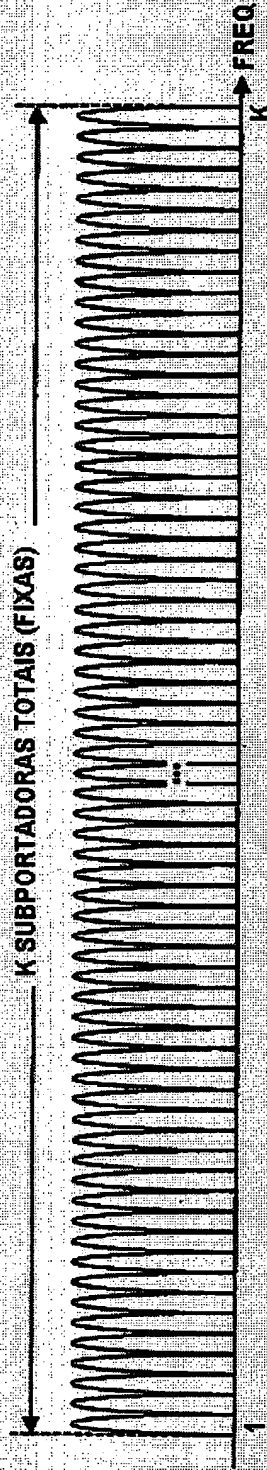 K SUBPORTADORAS TOTAIS (FIXAS)
•••
FREQ.
1
K